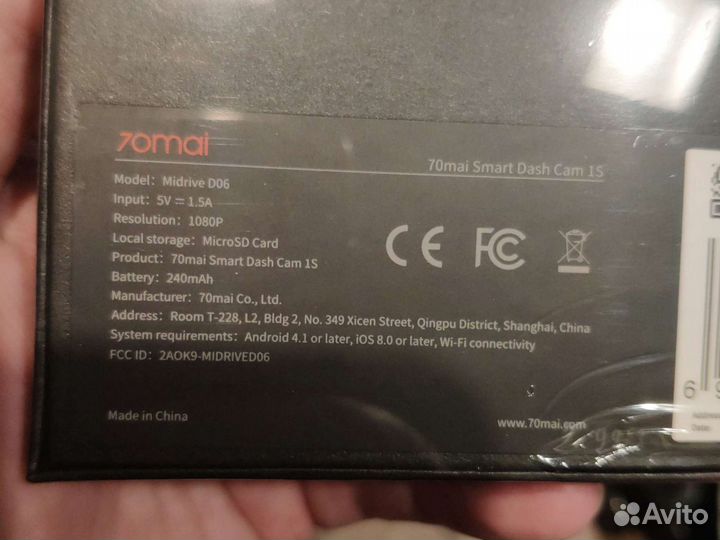 70mai
70mai Smart Dash Cam 1S
Model: Midrive D06
Input: 5V ⎓ 1.5A
Resolution: 1080P
Local storage: MicroSD Card
Product: 70mai Smart Dash Cam 1S
Battery: 240mAh
Manufacturer: 70mai Co., Ltd.
Address: Room T-228, L2, Bldg 2, No. 349 Xicen Street, Qingpu District, Shanghai, China
System requirements: Android 4.1 or later, iOS 8.0 or later, Wi-Fi connectivity
FCC ID: 2AOK9-MIDRIVED06
CE FC
Made in China
www.70mai.com
6
Avito